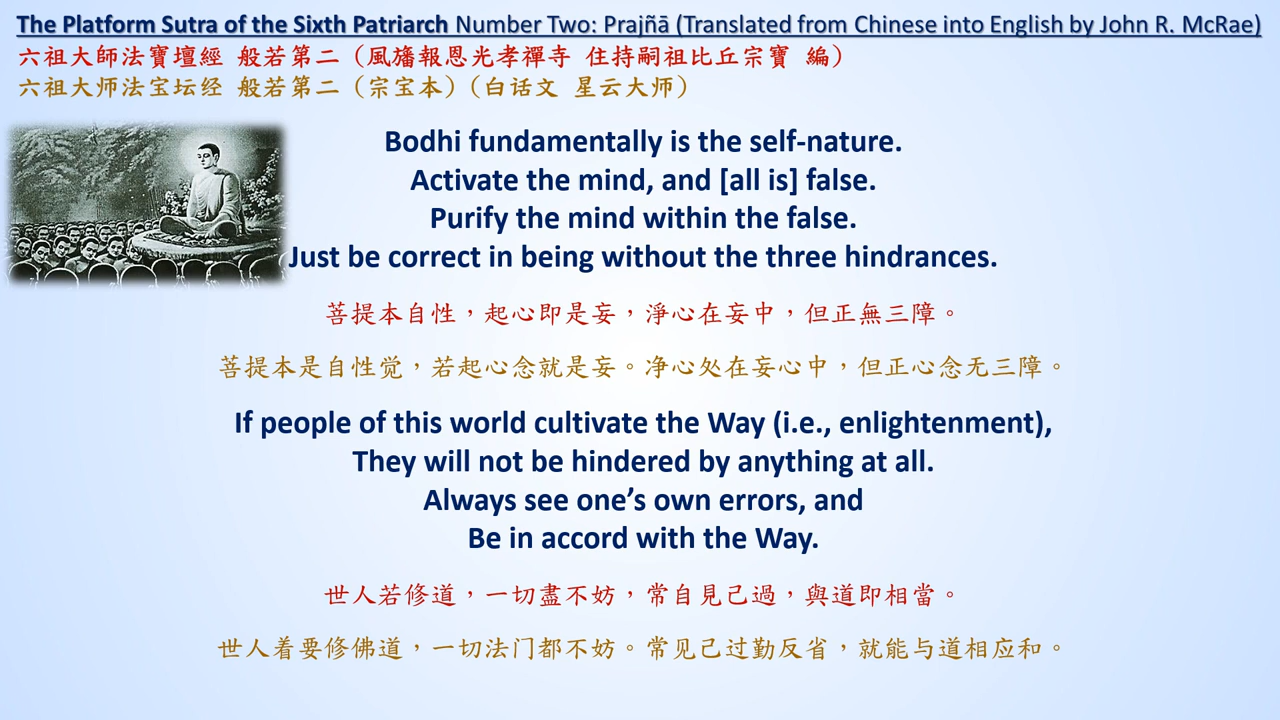 The Platform Sutra of the Sixth Patriarch Number Two: Prajñā (Translated from Chinese into English by John R. McRae)
六祖大師法寶壇經 般若第二（風旛報恩光孝禪寺 住持嗣祖比丘宗寶 編）
六祖大师法宝坛经 般若第二（宗宝本）（白话文 星云大师）
Bodhi fundamentally is the self-nature.
Activate the mind, and [all is] false.
Purify the mind within the false.
Just be correct in being without the three hindrances.
菩提本自性，起心即是妄，淨心在妄中，但正無三障。
菩提本是自性觉，若起心念就是妄。净心处在妄心中，但正心念无三障。
If people of this world cultivate the Way (i.e., enlightenment),
They will not be hindered by anything at all.
Always see one’s own errors, and
Be in accord with the Way.
世人若修道，一切盡不妨，常自見己過，與道即相當。
世人着要修佛道，一切法门都不妨。常见己过勤反省，就能与道相应和。